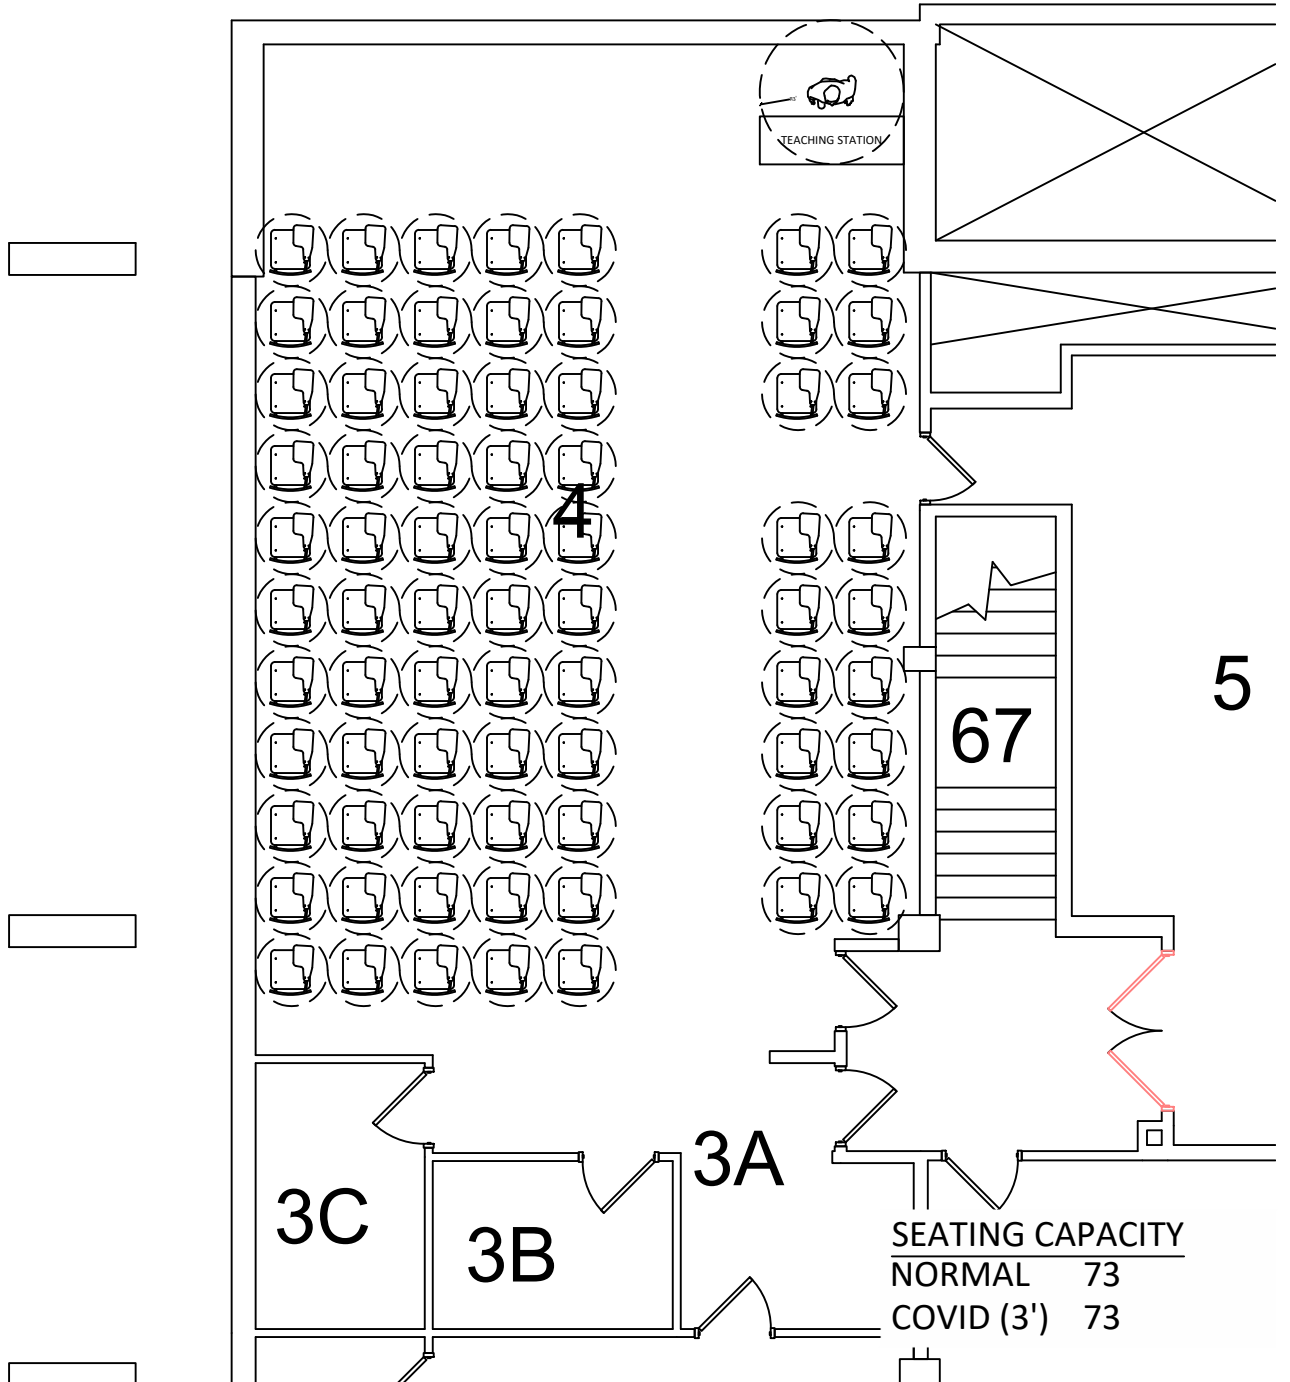 TEACHING STATION
4
5
67
3A
3C
3B
SEATING CAPACITY
NORMAL 73
COVID (3') 73